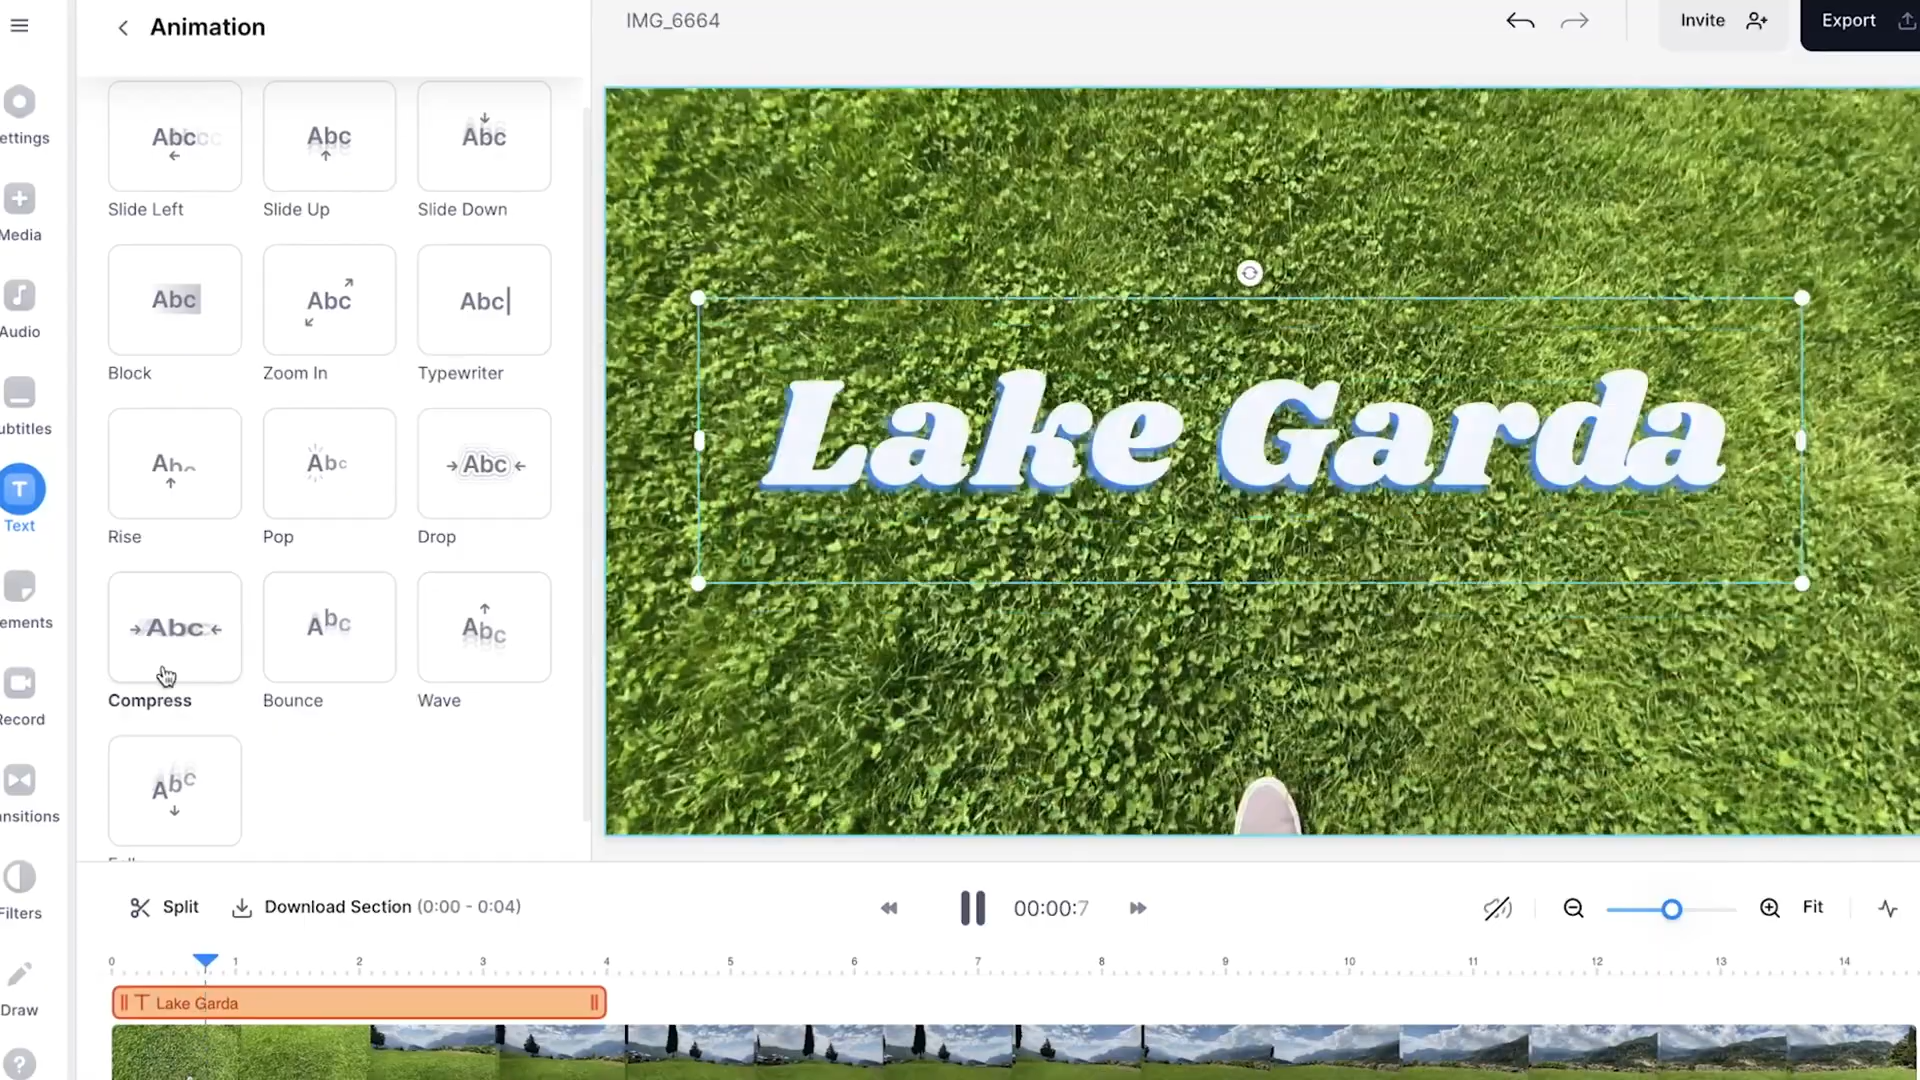 Animation
IMG_6664
Invite
Export
ettings
Media
Audio
ubtitles
Text
ements
Record
ansitions
Filters
Draw
?
Abc
Slide Left
Abc
Slide Up
Abc
Slide Down
Abc
Block
Abc
Zoom In
Abc
Typewriter
Abc
Rise
Abc
Pop
Abc
Drop
Abc
Compress
Abc
Bounce
Abc
Wave
Abc
Lake Garda
Split
Download Section (0:00 - 0:04)
00:00:7
Fit
0 1 2 3 4 5 6 7 8 9 10 11 12 13 14
T Lake Garda